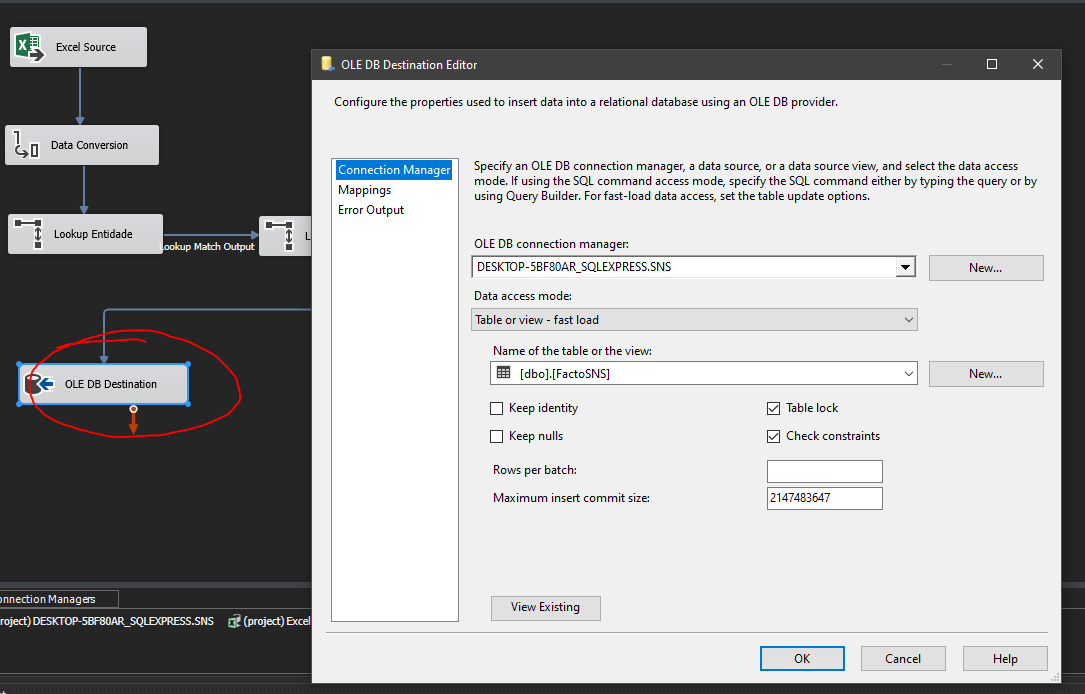 Excel Source
Data Conversion
Lookup Entidade
Lookup Match Output
OLE DB Destination
OLE DB Destination Editor
Configure the properties used to insert data into a relational database using an OLE DB provider.
Connection Manager
Mappings
Error Output
Specify an OLE DB connection manager, a data source, or a data source view, and select the data access
mode. If using the SQL command access mode, specify the SQL command either by typing the query or by
using Query Builder. For fast-load data access, set the table update options.
OLE DB connection manager:
DESKTOP-5BF80AR_SQLEXPRESS.SNS
New...
Data access mode:
Table or view - fast load
Name of the table or the view:
[dbo].[FactoSNS]
New...
Keep identity
Table lock
Keep nulls
Check constraints
Rows per batch:
Maximum insert commit size:
2147483647
View Existing
OK
Cancel
Help
onnection Managers
roject) DESKTOP-5BF80AR_SQLEXPRESS.SNS
(project) Excel